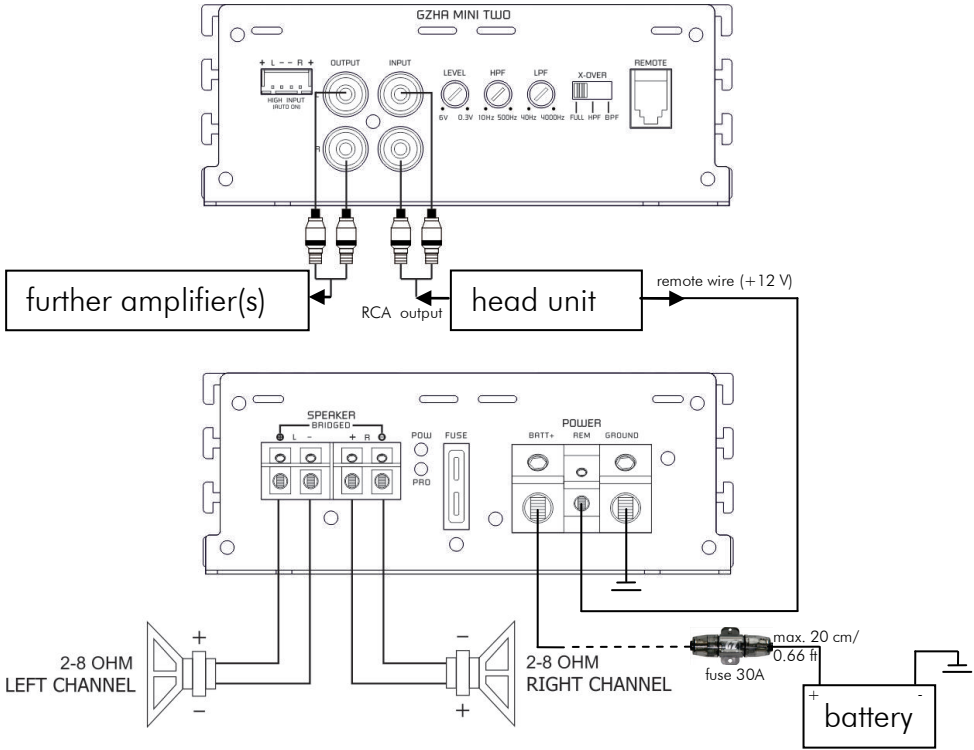 GZHA MINI TWO
+ L - - R +
HIGH INPUT
(AUTO ON)
OUTPUT
INPUT
L
R
LEVEL
6V 0.3V
HPF
10Hz 500Hz
LPF
40Hz 4000Hz
X-OVER
FULL HPF BPF
REMOTE
further amplifier(s)
RCA output
head unit
remote wire (+12 V)
SPEAKER
BRIDGED
L - + R
POW
PRO
FUSE
POWER
BATT+ REM GROUND
+
2-8 OHM
LEFT CHANNEL
-
-
2-8 OHM
RIGHT CHANNEL
+
fuse 30A
max. 20 cm/
0.66 ft
+ -
battery